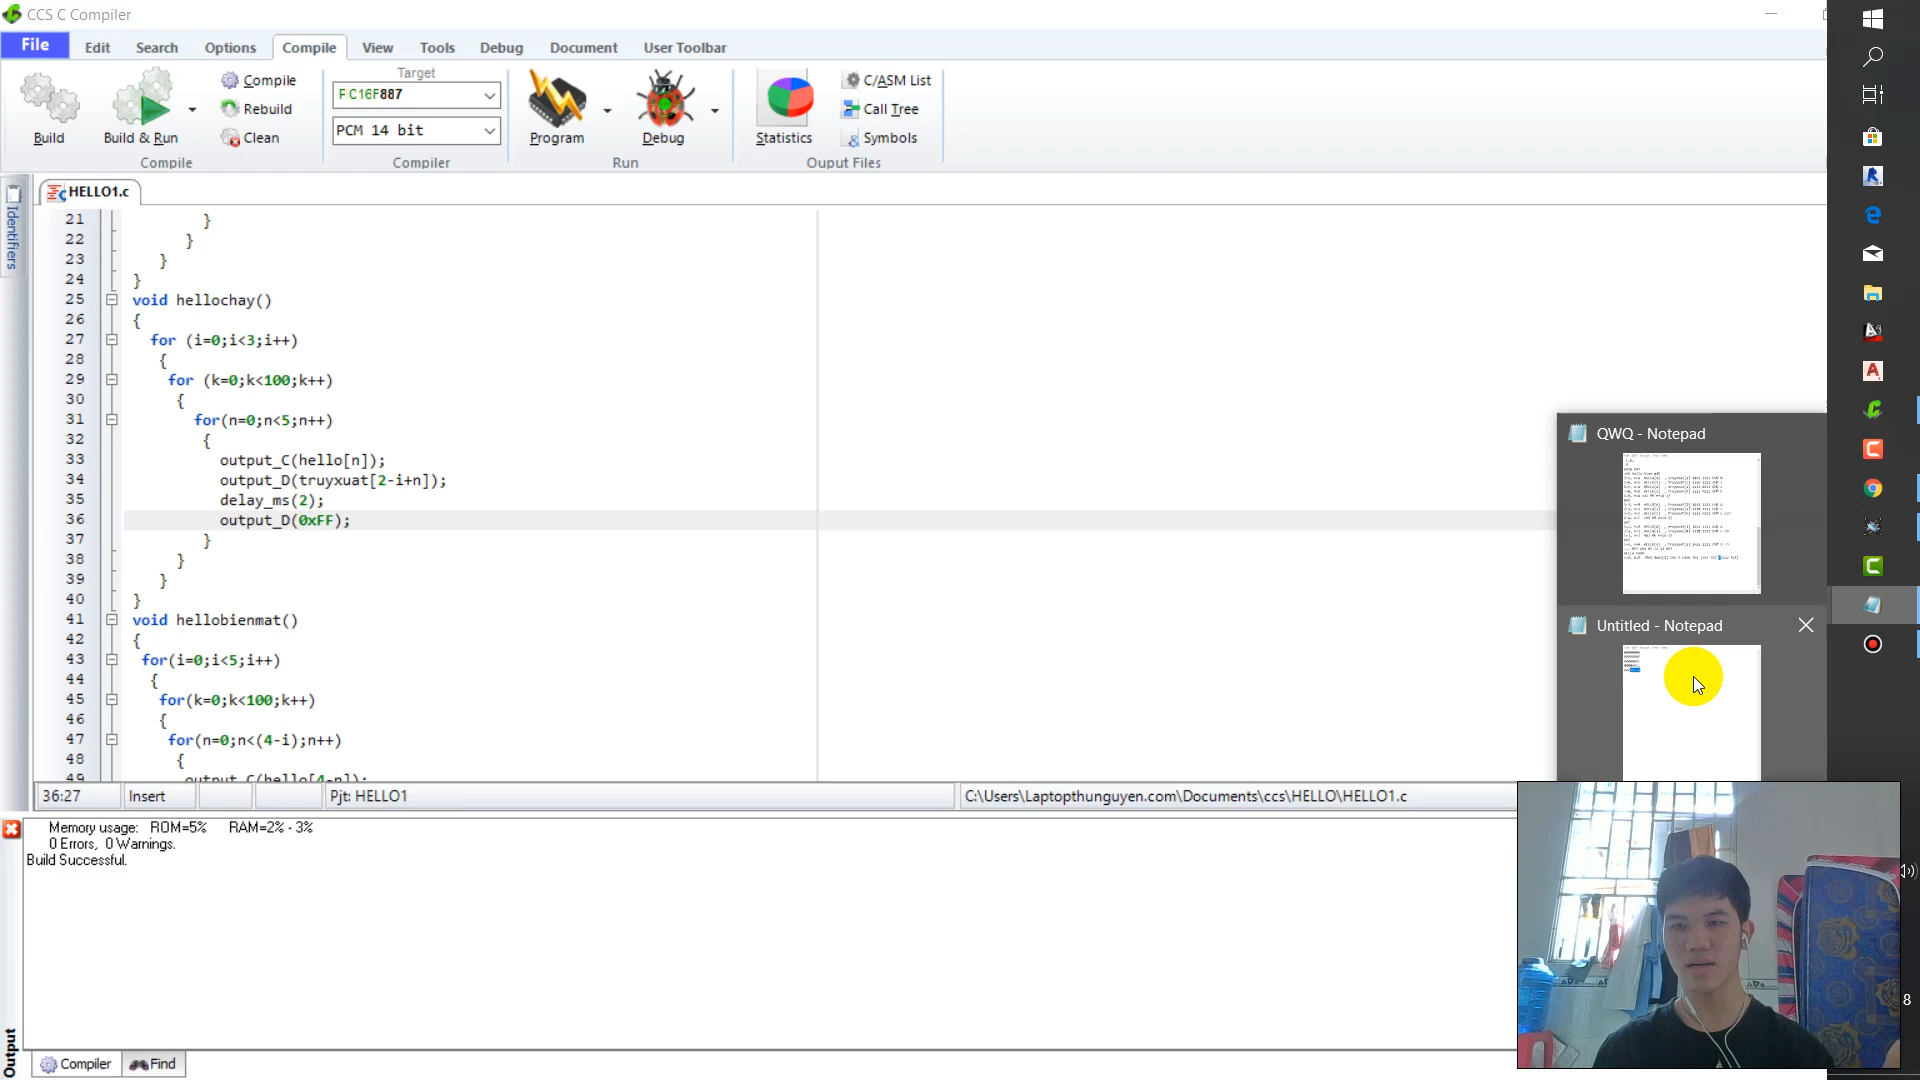 CCS C Compiler
File Edit Search Options Compile View Tools Debug Document User Toolbar
Build
Build & Run
Compile
Rebuild
Clean
Compile
Target
PCM 14 bit
Compiler
Program
Debug
Run
Statistics
C/ASM List
Call Tree
Symbols
Ouput Files
Identifiers
HELLO1.c
21 }
22 }
23 }
24 }
25 void hellochay()
26 {
27 for (i=0;i<3;i++)
28 {
29 for (k=0;k<100;k++)
30 {
31 for(n=0;n<5;n++)
32 {
33 output_C(hello[n]);
34 output_D(truyxuat[2-i+n]);
35 delay_ms(2);
36 output_D(0xFF);
37 }
38 }
39 }
40 }
41 void hellobienmat()
42 {
43 for(i=0;i<5;i++)
44 {
45 for(k=0;k<100;k++)
46 {
47 for(n=0;n<(4-i);n++)
48 {
49 output_C(hello[4-n]);
36:27 Insert Pjt: HELLO1 C:\Users\Laptopthunguyen.com\Documents\ccs\HELLO\HELLO1.c
Memory usage: ROM=5% RAM=2% - 3%
0 Errors, 0 Warnings.
Build Successful.
Output
Compiler Find
QWQ - Notepad
Untitled - Notepad
8